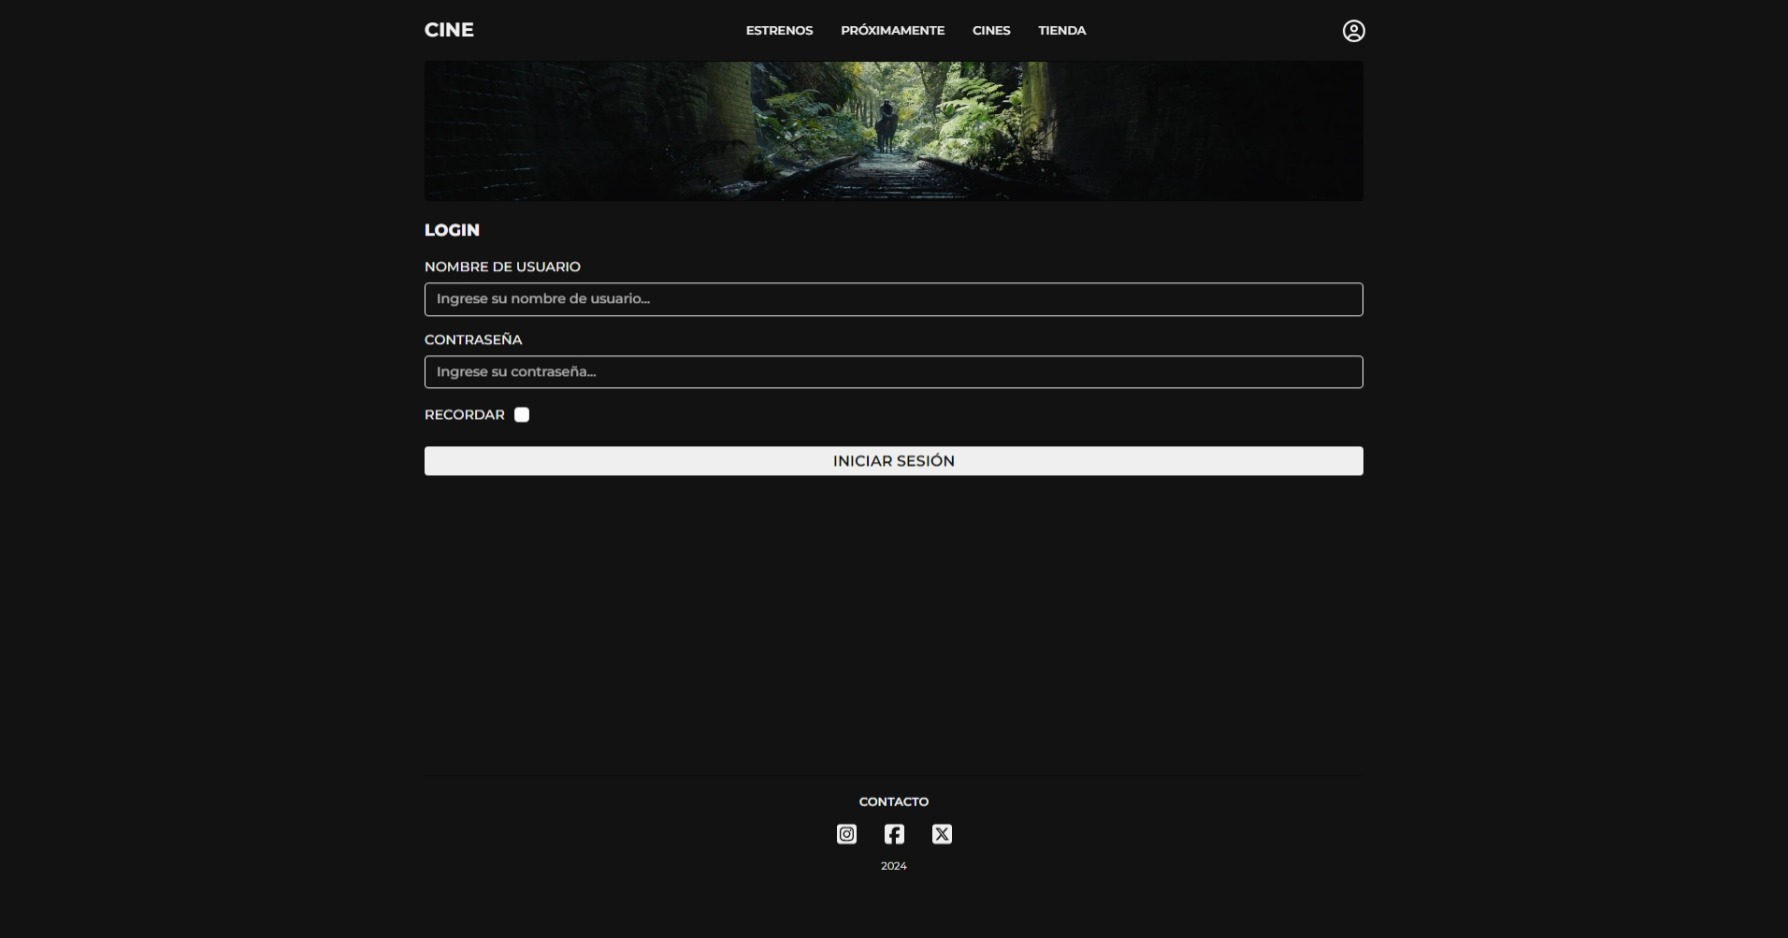 CINE
ESTRENOS PRÓXIMAMENTE CINES TIENDA
LOGIN
NOMBRE DE USUARIO
Ingrese su nombre de usuario...
CONTRASEÑA
Ingrese su contraseña...
RECORDAR
INICIAR SESIÓN
CONTACTO
2024